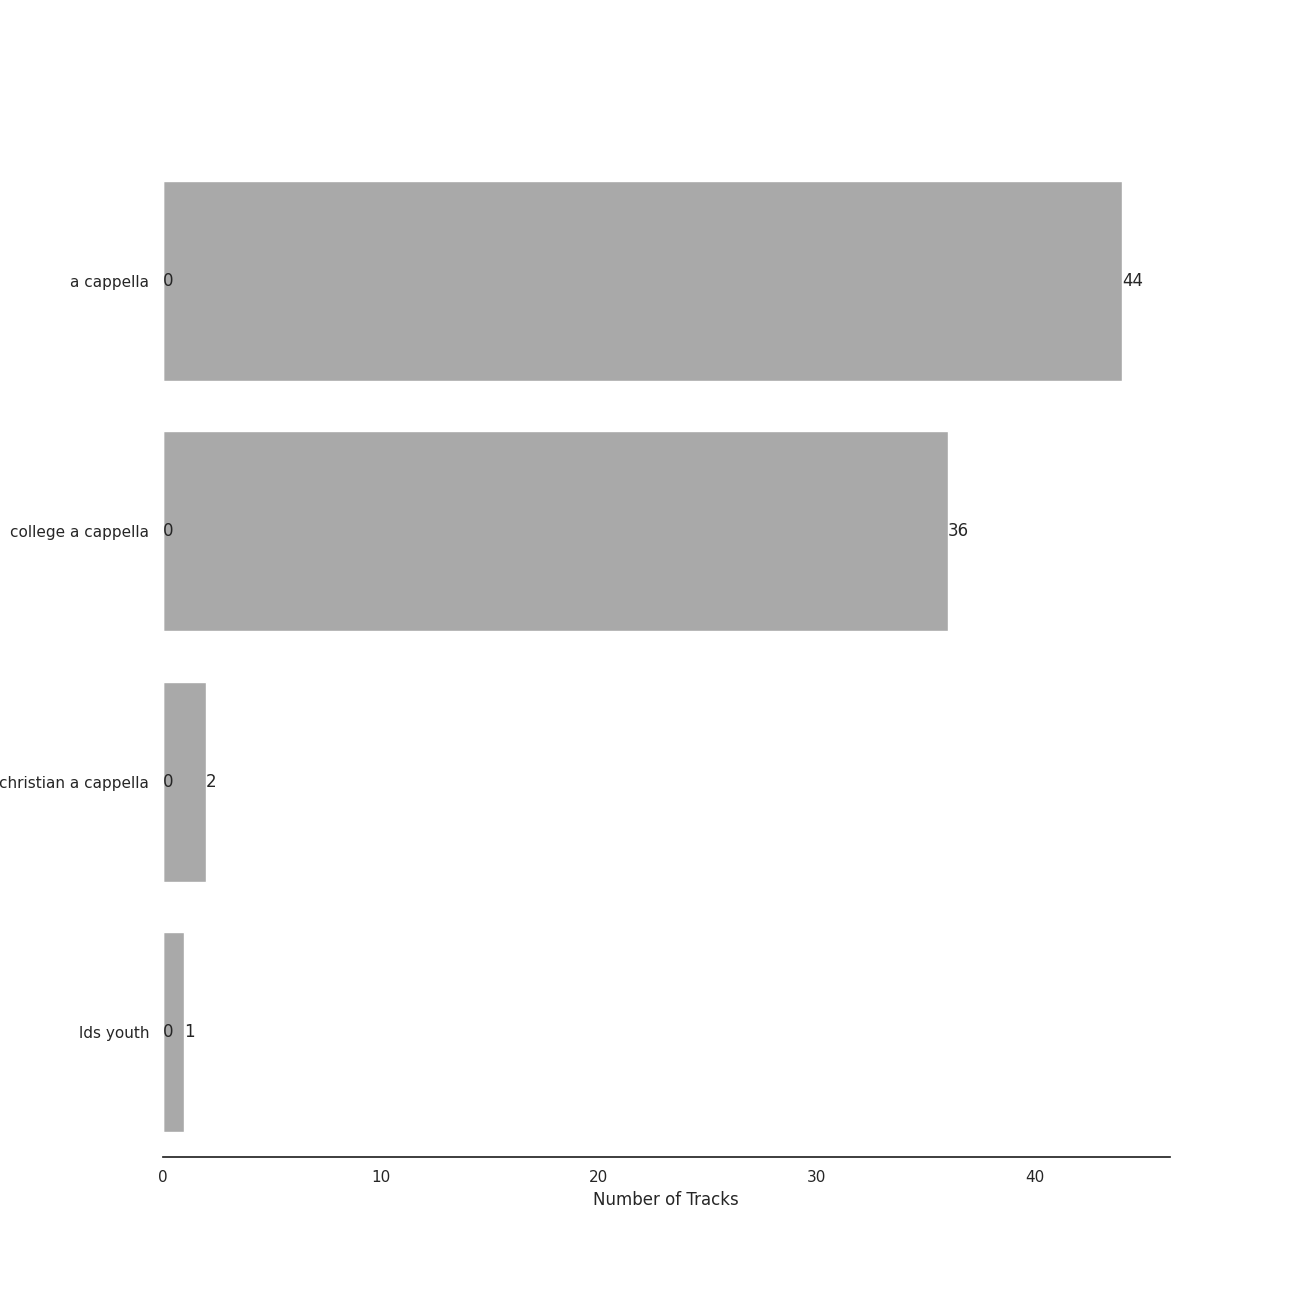 a cappella 0 44
college a cappella 0 36
christian a cappella 0 2
lds youth 0 1
0 10 20 30 40
Number of Tracks